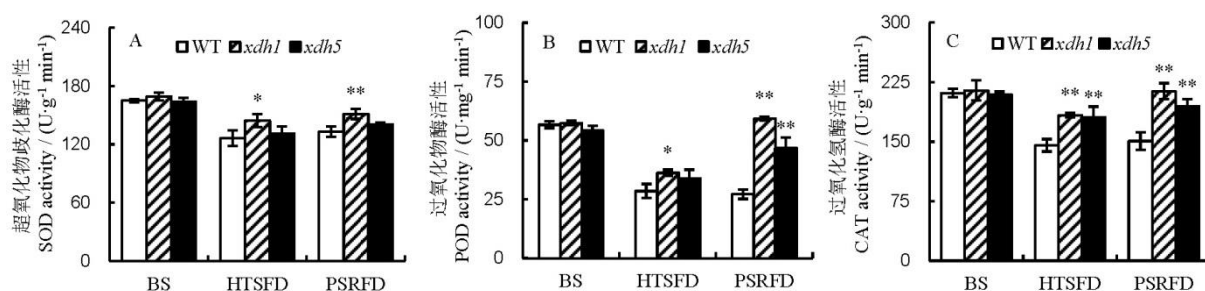 超氧化物歧化酶活性
SOD activity / (U·g⁻¹ min⁻¹)
240
180
120
60
0
A
WT xdh1 xdh5
*
**
BS HTSFD PSRFD
过氧化物酶活性
POD activity / (U·mg⁻¹ min⁻¹)
100
75
50
25
0
B
WT xdh1 xdh5
**
**
*
BS HTSFD PSRFD
过氧化氢酶活性
CAT activity / (U·g⁻¹ min⁻¹)
300
225
150
75
0
C
WT xdh1 xdh5
**
** ** **
BS HTSFD PSRFD